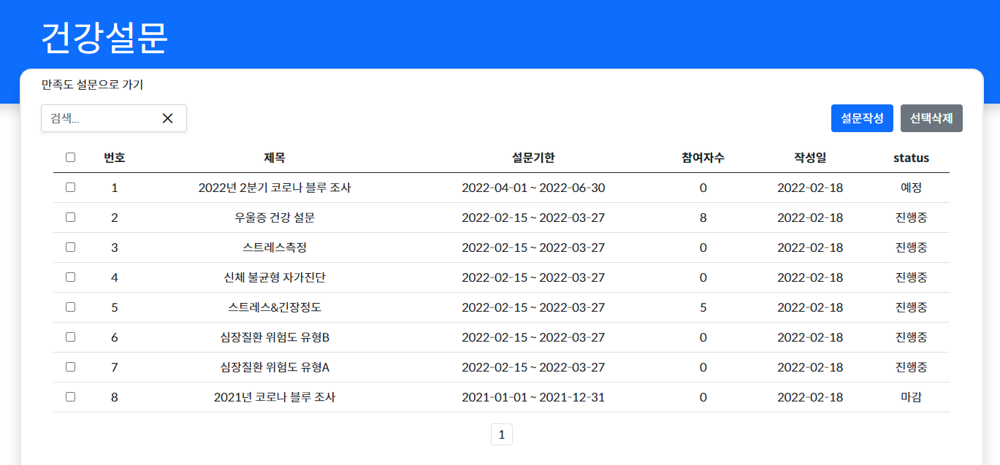 건강설문
만족도 설문으로 가기
검색...
설문작성 선택삭제
번호 제목 설문기한 참여자수 작성일 status
1 2022년 2분기 코로나 블루 조사 2022-04-01 ~ 2022-06-30 0 2022-02-18 예정
2 우울증 건강 설문 2022-02-15 ~ 2022-03-27 8 2022-02-18 진행중
3 스트레스측정 2022-02-15 ~ 2022-03-27 0 2022-02-18 진행중
4 신체 불균형 자가진단 2022-02-15 ~ 2022-03-27 0 2022-02-18 진행중
5 스트레스&긴장정도 2022-02-15 ~ 2022-03-27 5 2022-02-18 진행중
6 심장질환 위험도 유형B 2022-02-15 ~ 2022-03-27 0 2022-02-18 진행중
7 심장질환 위험도 유형A 2022-02-15 ~ 2022-03-27 0 2022-02-18 진행중
8 2021년 코로나 블루 조사 2021-01-01 ~ 2021-12-31 0 2022-02-18 마감
1